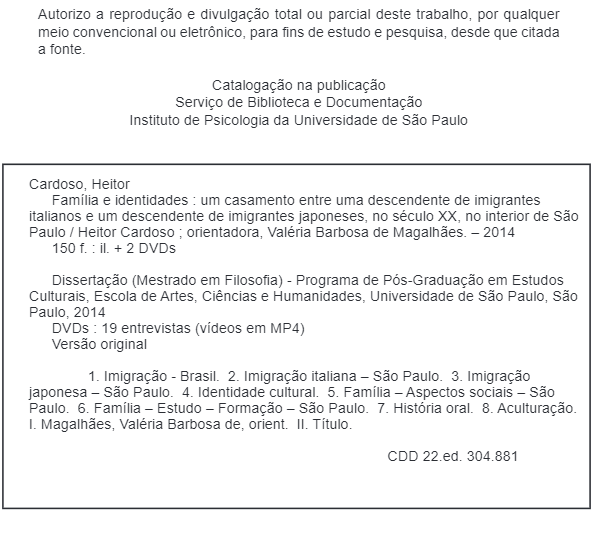 Autorizo a reprodução e divulgação total ou parcial deste trabalho, por qualquer
meio convencional ou eletrônico, para fins de estudo e pesquisa, desde que citada
a fonte.
Catalogação na publicação
Serviço de Biblioteca e Documentação
Instituto de Psicologia da Universidade de São Paulo
Cardoso, Heitor
Família e identidades : um casamento entre uma descendente de imigrantes
italianos e um descendente de imigrantes japoneses, no século XX, no interior de São
Paulo / Heitor Cardoso ; orientadora, Valéria Barbosa de Magalhães. – 2014
150 f. : il. + 2 DVDs
Dissertação (Mestrado em Filosofia) - Programa de Pós-Graduação em Estudos
Culturais, Escola de Artes, Ciências e Humanidades, Universidade de São Paulo, São
Paulo, 2014
DVDs : 19 entrevistas (vídeos em MP4)
Versão original
1. Imigração - Brasil. 2. Imigração italiana – São Paulo. 3. Imigração
japonesa – São Paulo. 4. Identidade cultural. 5. Família – Aspectos sociais – São
Paulo. 6. Família – Estudo – Formação – São Paulo. 7. História oral. 8. Aculturação.
I. Magalhães, Valéria Barbosa de, orient. II. Título.
CDD 22.ed. 304.881